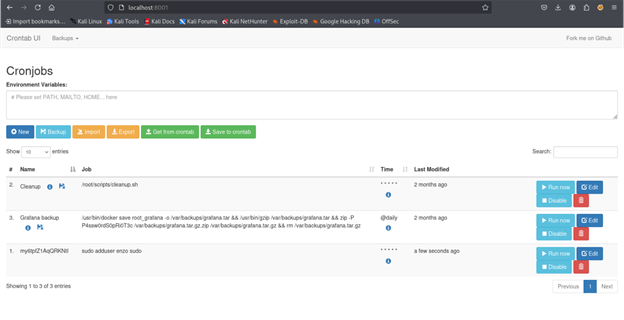 localhost:8001
Import bookmarks... Kali Linux Kali Tools Kali Docs Kali Forums Kali NetHunter Exploit-DB Google Hacking DB OffSec
Crontab UI Backups Fork me on Github
Cronjobs
Environment Variables:
# Please set PATH, MAILTO, HOME... here
New Backup Import Export Get from crontab Save to crontab
Show 10 entries Search:
# Name Job Time Last Modified
2. Cleanup /root/scripts/cleanup.sh * * * * * 2 months ago Run now Edit
Disable
3. Grafana backup /usr/bin/docker save root_grafana -o /var/backups/grafana.tar && /usr/bin/gzip /var/backups/grafana.tar && zip -P @daily 2 months ago Run now Edit
P4ssw0rdS0pRi0T3c /var/backups/grafana.tar.gz.zip /var/backups/grafana.tar.gz && rm /var/backups/grafana.tar.gz Disable
1. sudo adduser enzo sudo * * * * * a few seconds ago Run now Edit
Disable
Showing 1 to 3 of 3 entries Previous 1 Next